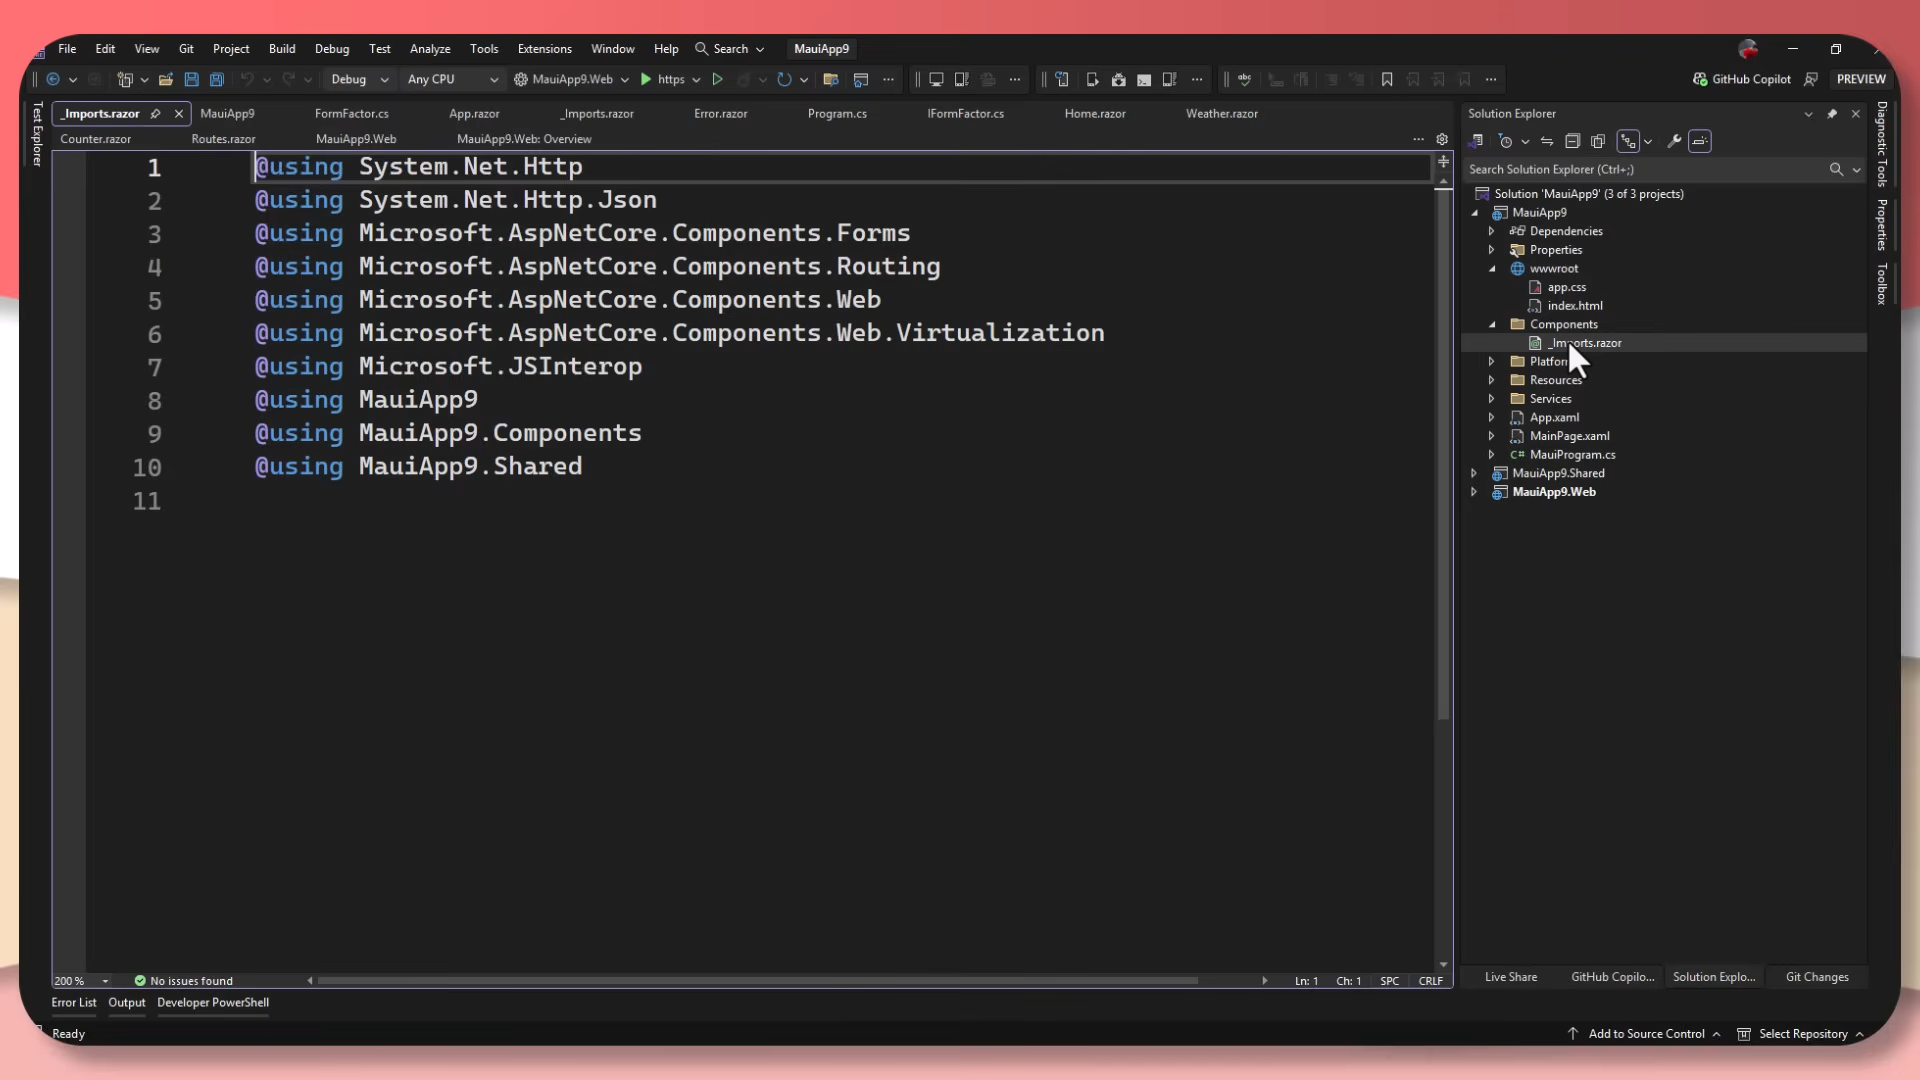 File Edit View Git Project Build Debug Test Analyze Tools Extensions Window Help Search MauiApp9
Debug Any CPU MauiApp9.Web https GitHub Copilot PREVIEW
Test Explorer
_Imports.razor MauiApp9 FormFactor.cs App.razor _Imports.razor Error.razor Program.cs IFormFactor.cs Home.razor Weather.razor
Counter.razor Routes.razor MauiApp9.Web MauiApp9.Web: Overview
1 @using System.Net.Http
2 @using System.Net.Http.Json
3 @using Microsoft.AspNetCore.Components.Forms
4 @using Microsoft.AspNetCore.Components.Routing
5 @using Microsoft.AspNetCore.Components.Web
6 @using Microsoft.AspNetCore.Components.Web.Virtualization
7 @using Microsoft.JSInterop
8 @using MauiApp9
9 @using MauiApp9.Components
10 @using MauiApp9.Shared
11
200 % No issues found Ln: 1 Ch: 1 SPC CRLF
Solution Explorer
Search Solution Explorer (Ctrl+;)
Solution 'MauiApp9' (3 of 3 projects)
MauiApp9
Dependencies
Properties
wwwroot
app.css
index.html
Components
_Imports.razor
Platfor
Resources
Services
App.xaml
MainPage.xaml
C# MauiProgram.cs
MauiApp9.Shared
MauiApp9.Web
Live Share GitHub Copilo... Solution Explo... Git Changes
Diagnostic Tools
Properties
Toolbox
Error List Output Developer PowerShell
Ready Add to Source Control Select Repository